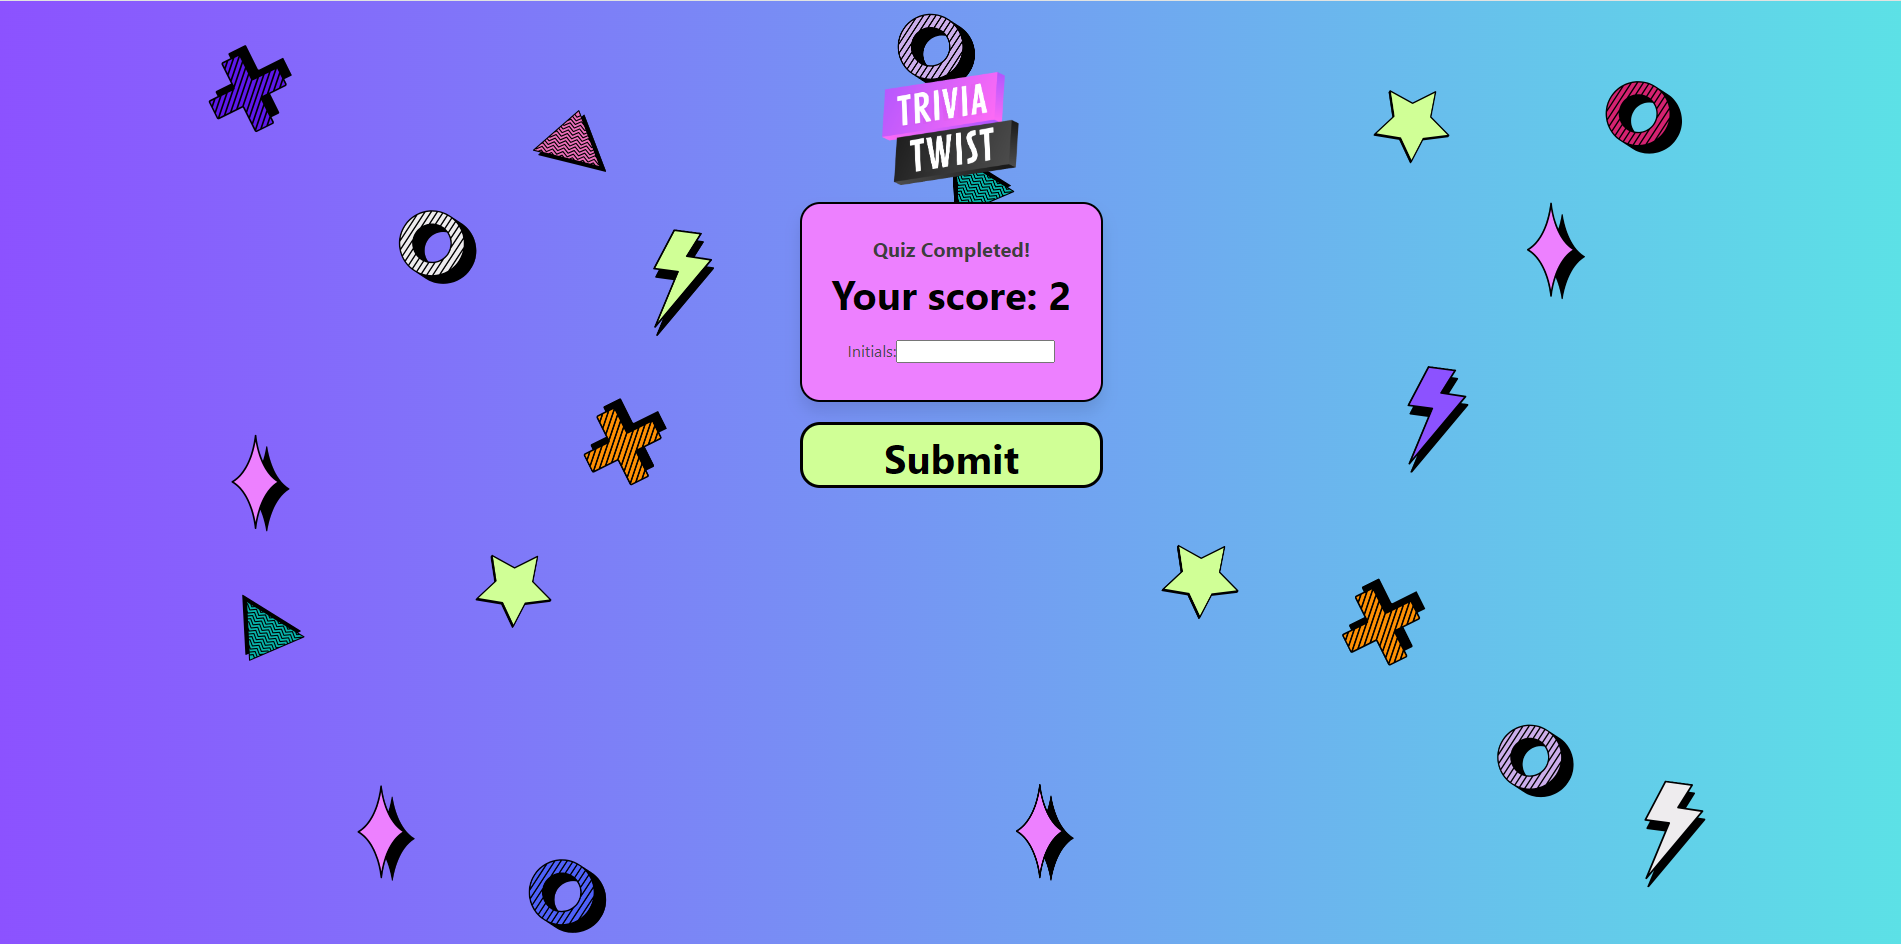 TRIVIA
TWIST
Quiz Completed!
Your score: 2
Initials:
Submit